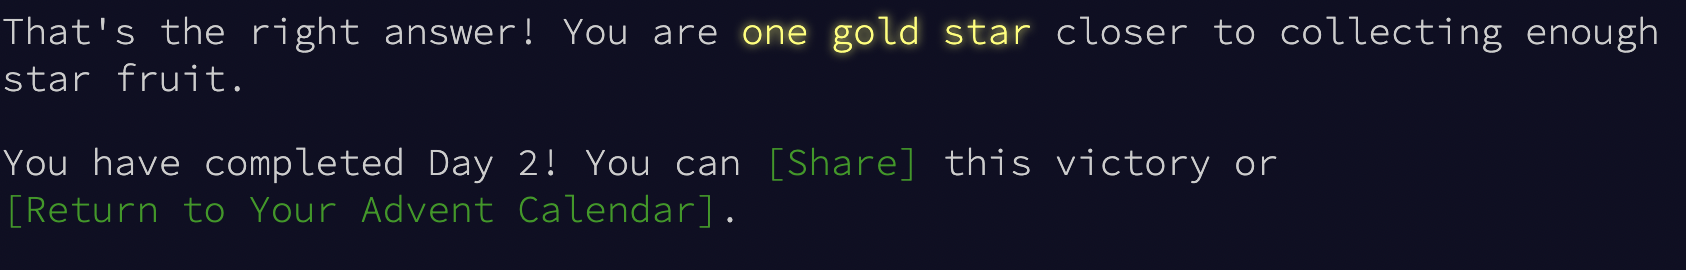 That's the right answer! You are one gold star closer to collecting enough
star fruit.
You have completed Day 2! You can [Share] this victory or
[Return to Your Advent Calendar].